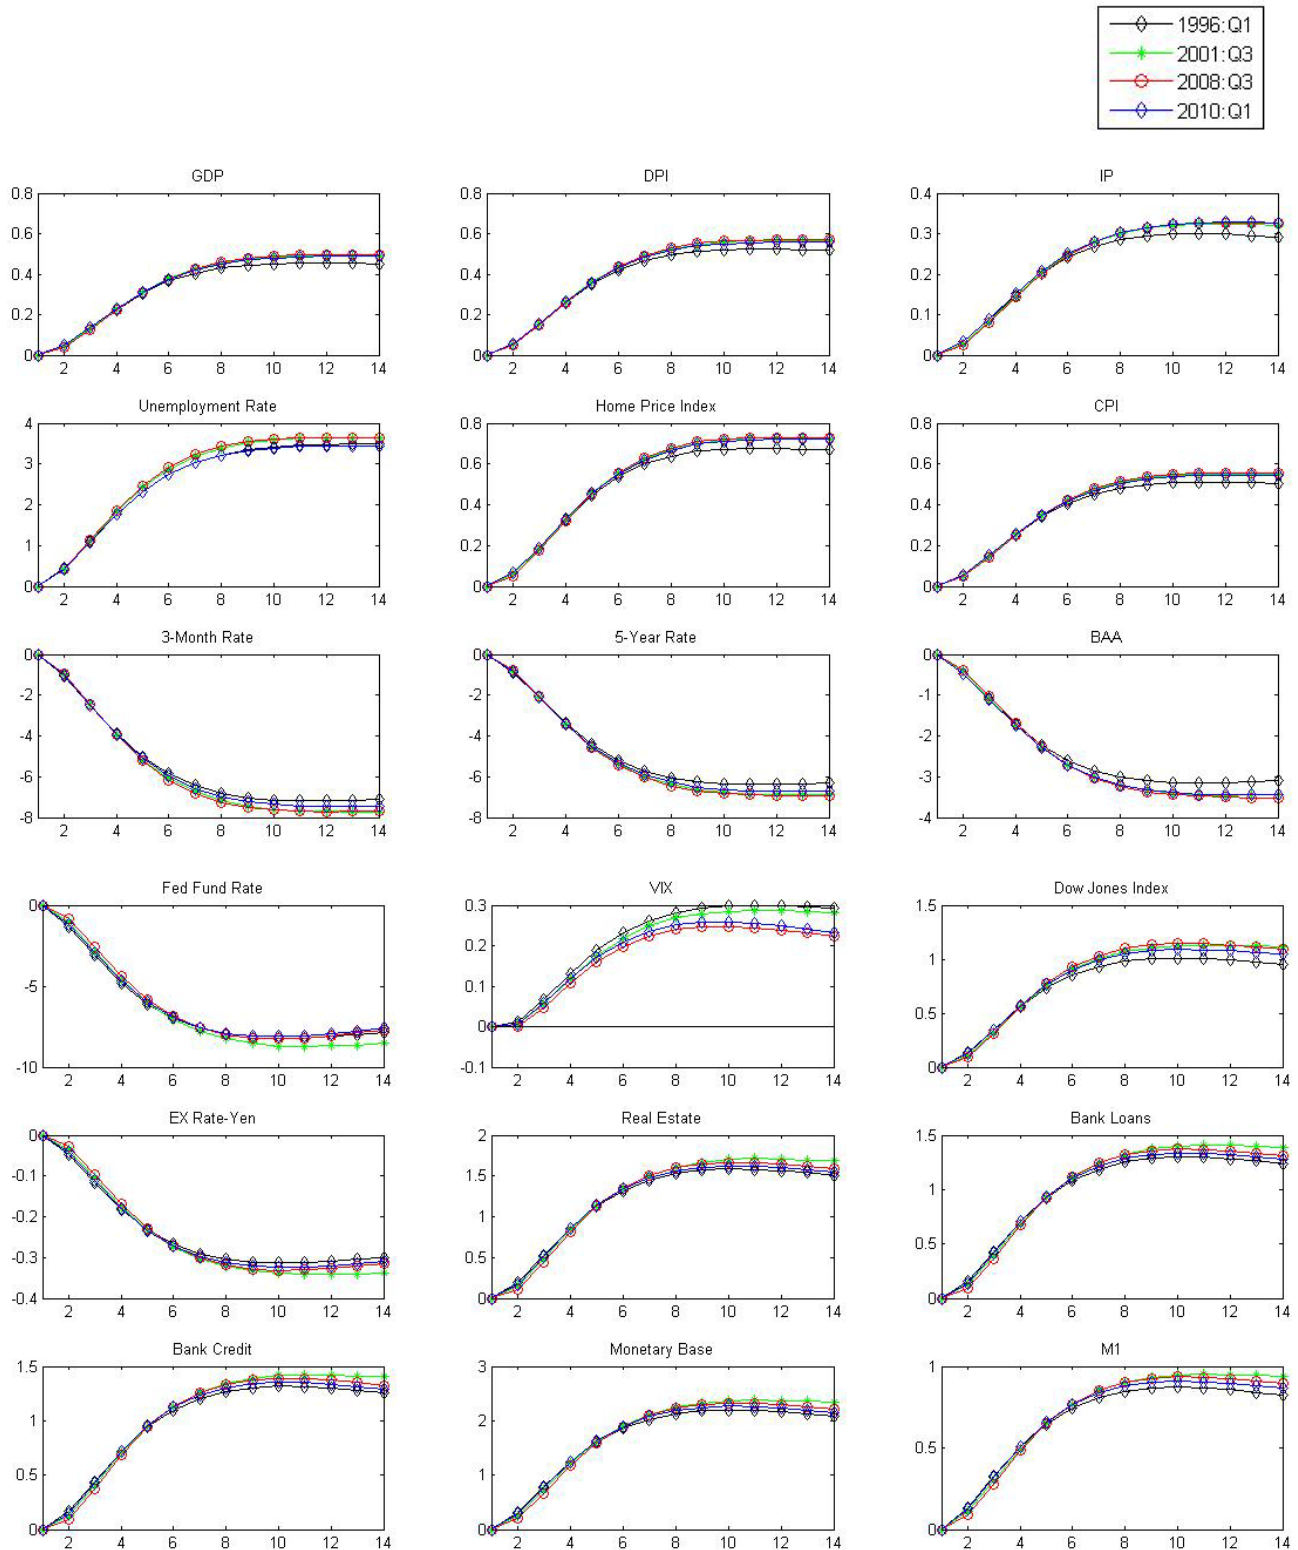 1996:Q1
2001:Q3
2008:Q3
2010:Q1
GDP
DPI
IP
0.8
0.6
0.4
0.2
0
2 4 6 8 10 12 14
0.8
0.6
0.4
0.2
0
2 4 6 8 10 12 14
0.4
0.3
0.2
0.1
0
2 4 6 8 10 12 14
Unemployment Rate
Home Price Index
CPI
4
3
2
1
0
2 4 6 8 10 12 14
0.8
0.6
0.4
0.2
0
2 4 6 8 10 12 14
0.8
0.6
0.4
0.2
0
2 4 6 8 10 12 14
3-Month Rate
5-Year Rate
BAA
0
-2
-4
-6
-8
2 4 6 8 10 12 14
0
-2
-4
-6
-8
2 4 6 8 10 12 14
0
-1
-2
-3
-4
2 4 6 8 10 12 14
Fed Fund Rate
VIX
Dow Jones Index
0
-5
-10
2 4 6 8 10 12 14
0.3
0.2
0.1
0
-0.1
2 4 6 8 10 12 14
1.5
1
0.5
0
2 4 6 8 10 12 14
EX Rate-Yen
Real Estate
Bank Loans
0
-0.1
-0.2
-0.3
-0.4
2 4 6 8 10 12 14
2
1.5
1
0.5
0
2 4 6 8 10 12 14
1.5
1
0.5
0
2 4 6 8 10 12 14
Bank Credit
Monetary Base
M1
1.5
1
0.5
0
2 4 6 8 10 12 14
3
2
1
0
2 4 6 8 10 12 14
1
0.5
0
2 4 6 8 10 12 14